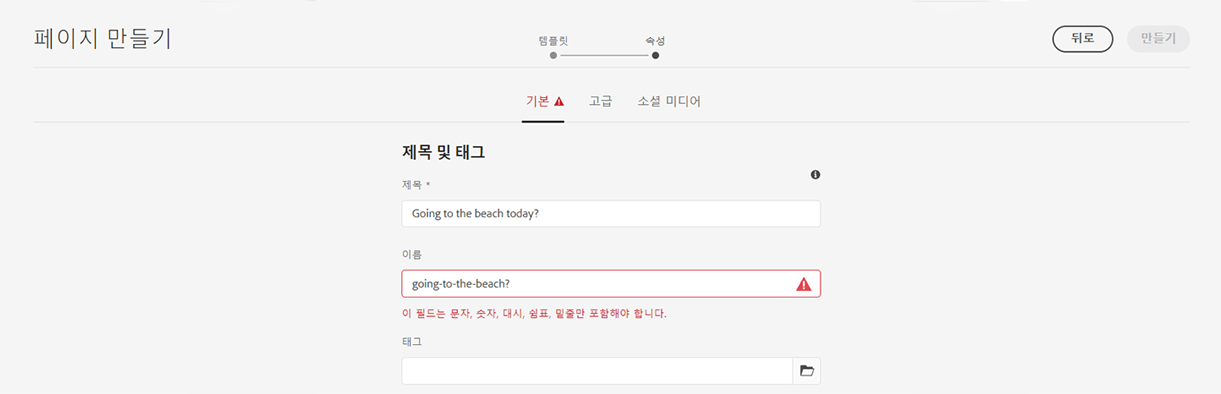 페이지 만들기
템플릿 속성
뒤로 만들기
기본 고급 소셜 미디어
제목 및 태그
제목 *
Going to the beach today?
이름
going-to-the-beach?
이 필드는 문자, 숫자, 대시, 쉼표, 밑줄만 포함해야 합니다.
태그